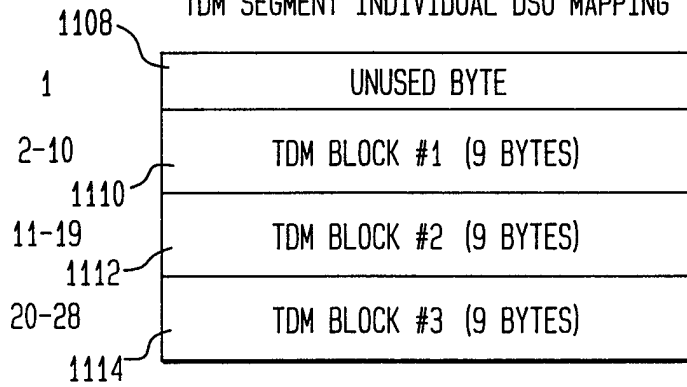 TDM SEGMENT INDIVIDUAL DSO MAPPING
1108
1 UNUSED BYTE
2-10 TDM BLOCK #1 (9 BYTES)
1110
11-19 TDM BLOCK #2 (9 BYTES)
1112
20-28 TDM BLOCK #3 (9 BYTES)
1114